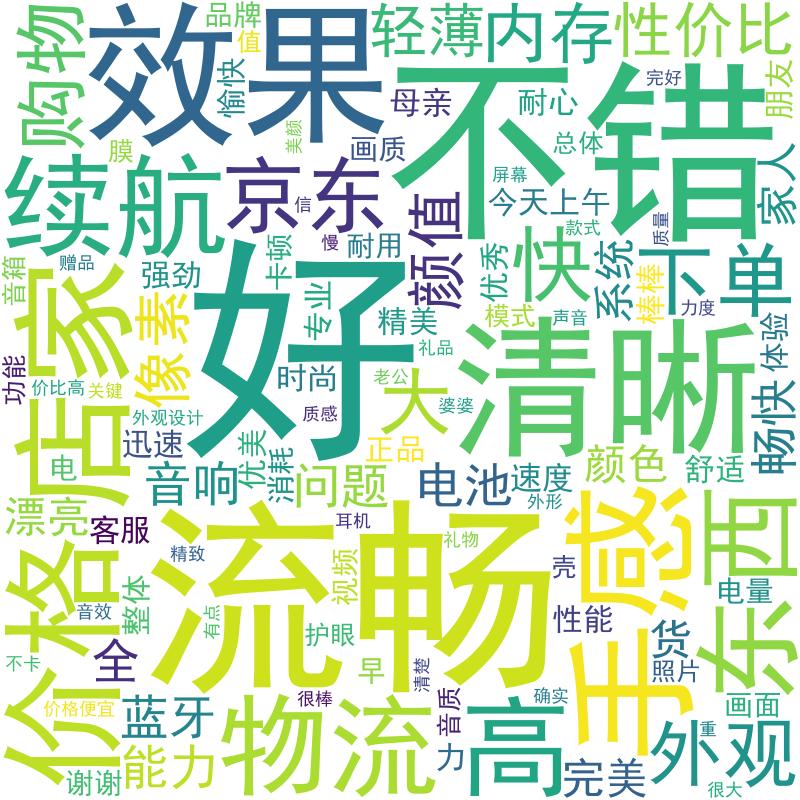 购物
效果
品牌
值
愉快
美颜
膜
轻薄
内存
性价比
母亲
耐心
完好
朋友
画质
总体
不错
续航
京东
信
慢
耐用
颜值
屏幕
今天上午
款式
质量
家人
音箱
赠品
强劲
卡顿
专业
好
精美
优秀
快
模式
声音
系统
棒棒
下单
力度
体验
功能
店家
像素
时尚
礼品
清晰
价比高
关键
老公
大
婆婆
质感
外观设计
迅速
优美
消耗
正品
畅快
电
音响
问题
电池
速度
外形
颜色
舒适
漂亮
客服
价格
流畅
耳机
礼物
手感
东西
精致
视频
壳
电量
整体
音效
有点
护眼
性能
货
不卡
全
早
清楚
照片
价格便宜
蓝牙
很棒
音质
确实
画面
物流
高
外观
重
谢谢
能力
力
完美
很大